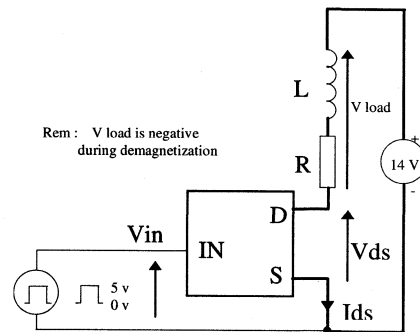 L
V load
Rem : V load is negative
during demagnetization
+
14 V
-
R
D
Vin
IN
Vds
S
5 v
0 v
Ids